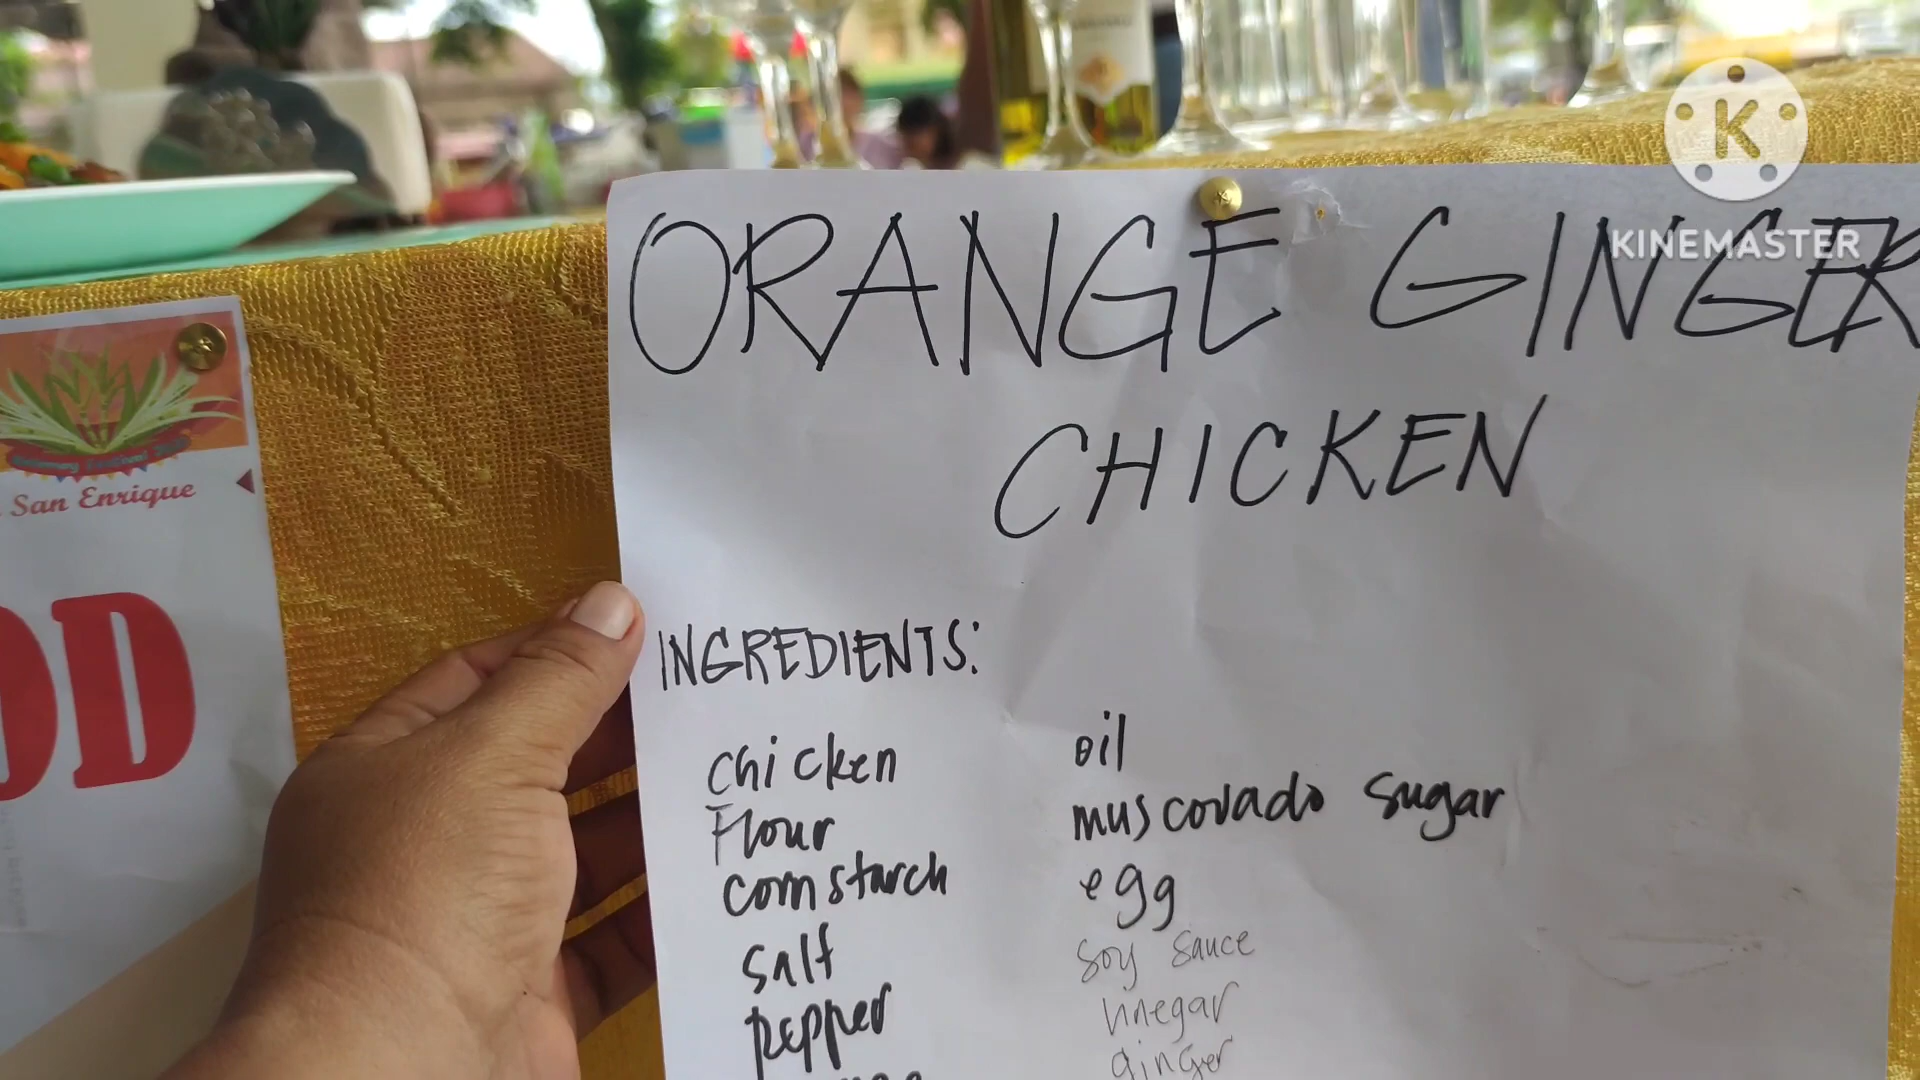 K
KINEMASTER
ORANGE GINGER
CHICKEN
San Enrique
OD
INGREDIENTS:
chicken
Flour
cornstarch
salt
pepper
oil
muscovado sugar
egg
soy sauce
vinegar
ginger